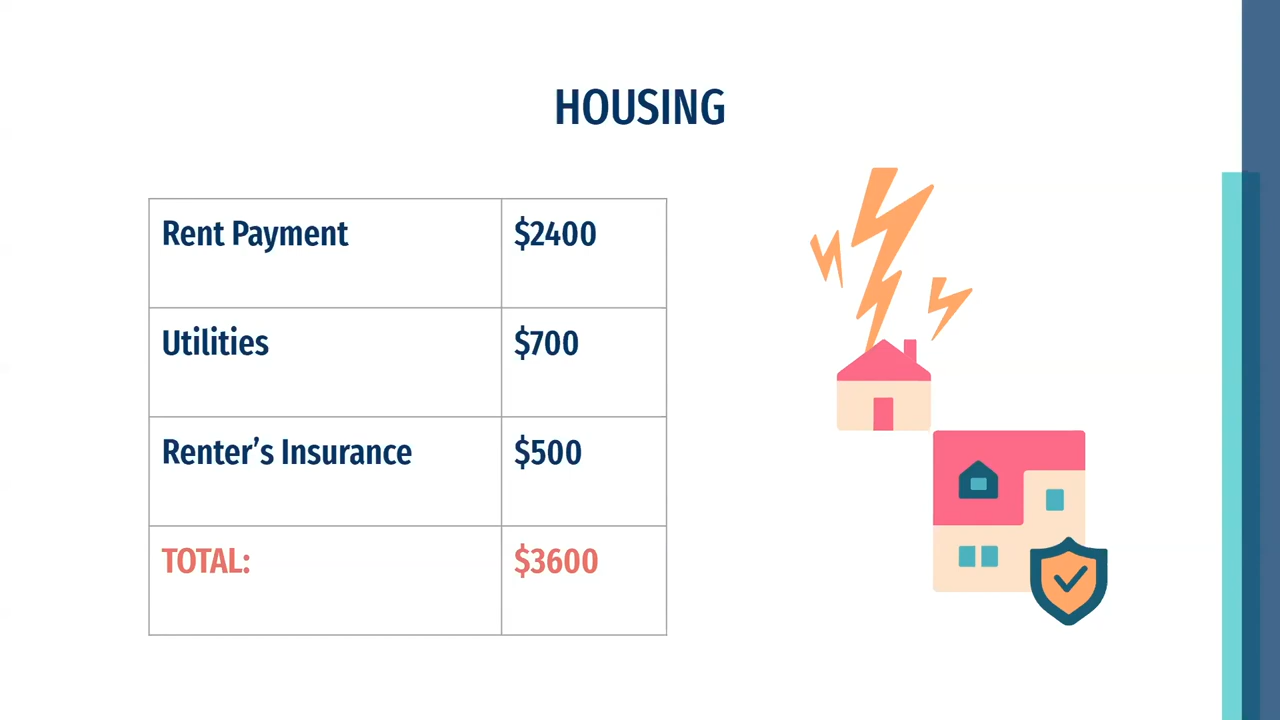 HOUSING
Rent Payment $2400
Utilities $700
Renter’s Insurance $500
TOTAL: $3600